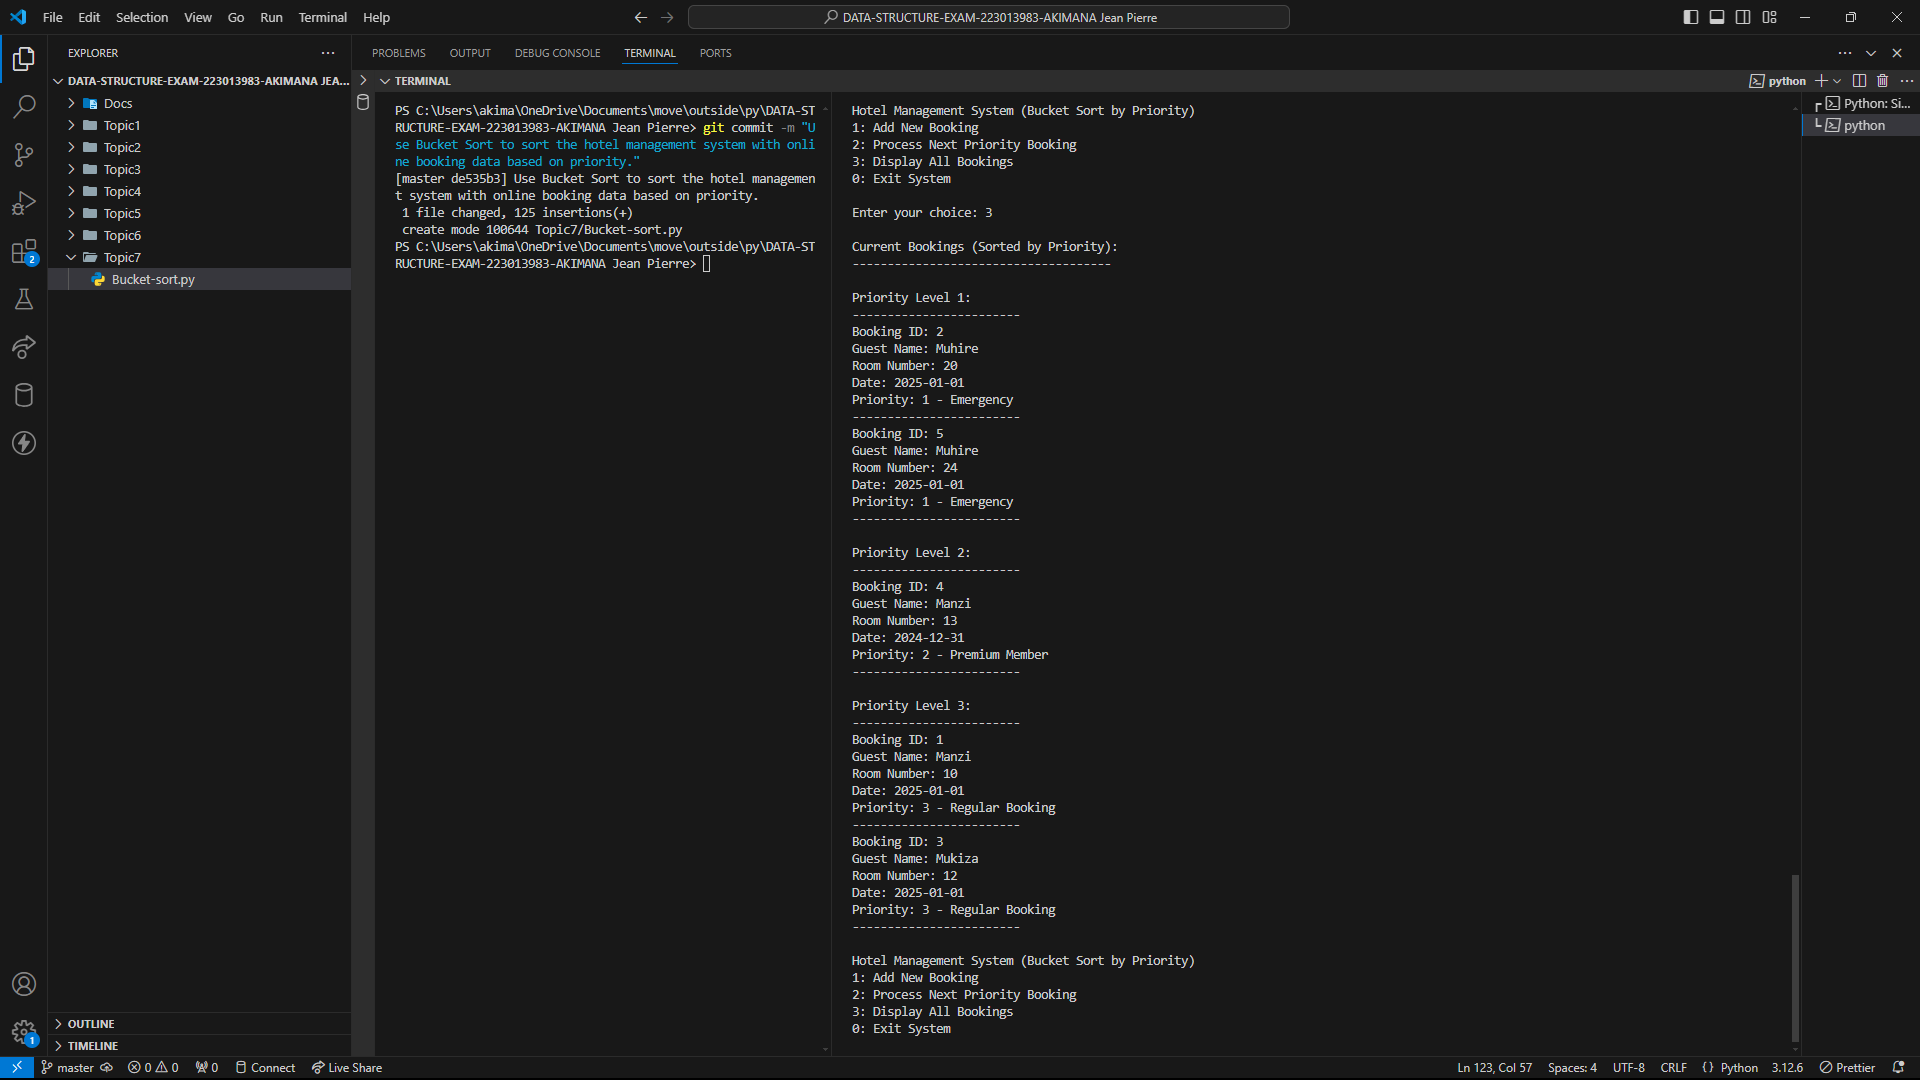 File Edit Selection View Go Run Terminal Help
DATA-STRUCTURE-EXAM-223013983-AKIMANA Jean Pierre
EXPLORER
DATA-STRUCTURE-EXAM-223013983-AKIMANA JEA...
Docs
Topic1
Topic2
Topic3
Topic4
Topic5
Topic6
Topic7
Bucket-sort.py
OUTLINE
TIMELINE
2
1
PROBLEMS OUTPUT DEBUG CONSOLE TERMINAL PORTS
TERMINAL
python
PS C:\Users\akima\OneDrive\Documents\move\outside\py\DATA-ST
RUCTURE-EXAM-223013983-AKIMANA Jean Pierre> git commit -m "U
se Bucket Sort to sort the hotel management system with onli
ne booking data based on priority."
[master de535b3] Use Bucket Sort to sort the hotel managemen
t system with online booking data based on priority.
1 file changed, 125 insertions(+)
create mode 100644 Topic7/Bucket-sort.py
PS C:\Users\akima\OneDrive\Documents\move\outside\py\DATA-ST
RUCTURE-EXAM-223013983-AKIMANA Jean Pierre>
Hotel Management System (Bucket Sort by Priority)
1: Add New Booking
2: Process Next Priority Booking
3: Display All Bookings
0: Exit System
Enter your choice: 3
Current Bookings (Sorted by Priority):
-------------------------------------
Priority Level 1:
------------------------
Booking ID: 2
Guest Name: Muhire
Room Number: 20
Date: 2025-01-01
Priority: 1 - Emergency
------------------------
Booking ID: 5
Guest Name: Muhire
Room Number: 24
Date: 2025-01-01
Priority: 1 - Emergency
------------------------
Priority Level 2:
------------------------
Booking ID: 4
Guest Name: Manzi
Room Number: 13
Date: 2024-12-31
Priority: 2 - Premium Member
------------------------
Priority Level 3:
------------------------
Booking ID: 1
Guest Name: Manzi
Room Number: 10
Date: 2025-01-01
Priority: 3 - Regular Booking
------------------------
Booking ID: 3
Guest Name: Mukiza
Room Number: 12
Date: 2025-01-01
Priority: 3 - Regular Booking
------------------------
Hotel Management System (Bucket Sort by Priority)
1: Add New Booking
2: Process Next Priority Booking
3: Display All Bookings
0: Exit System
Python: Si...
python
master 0 0 0 Connect Live Share
Ln 123, Col 57 Spaces: 4 UTF-8 CRLF {} Python 3.12.6 Prettier